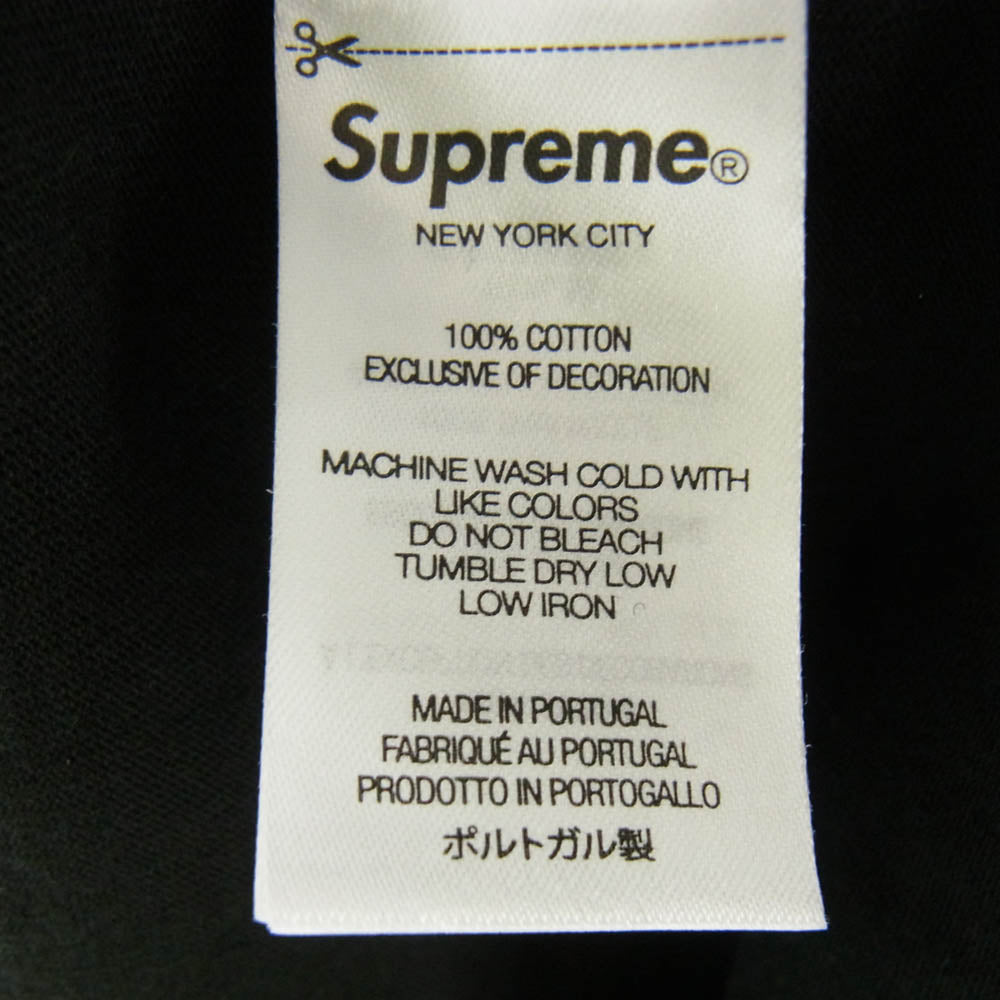 Supreme®
NEW YORK CITY
100% COTTON
EXCLUSIVE OF DECORATION
MACHINE WASH COLD WITH
LIKE COLORS
DO NOT BLEACH
TUMBLE DRY LOW
LOW IRON
MADE IN PORTUGAL
FABRIQUÉ AU PORTUGAL
PRODOTTO IN PORTOGALLO
ポルトガル製